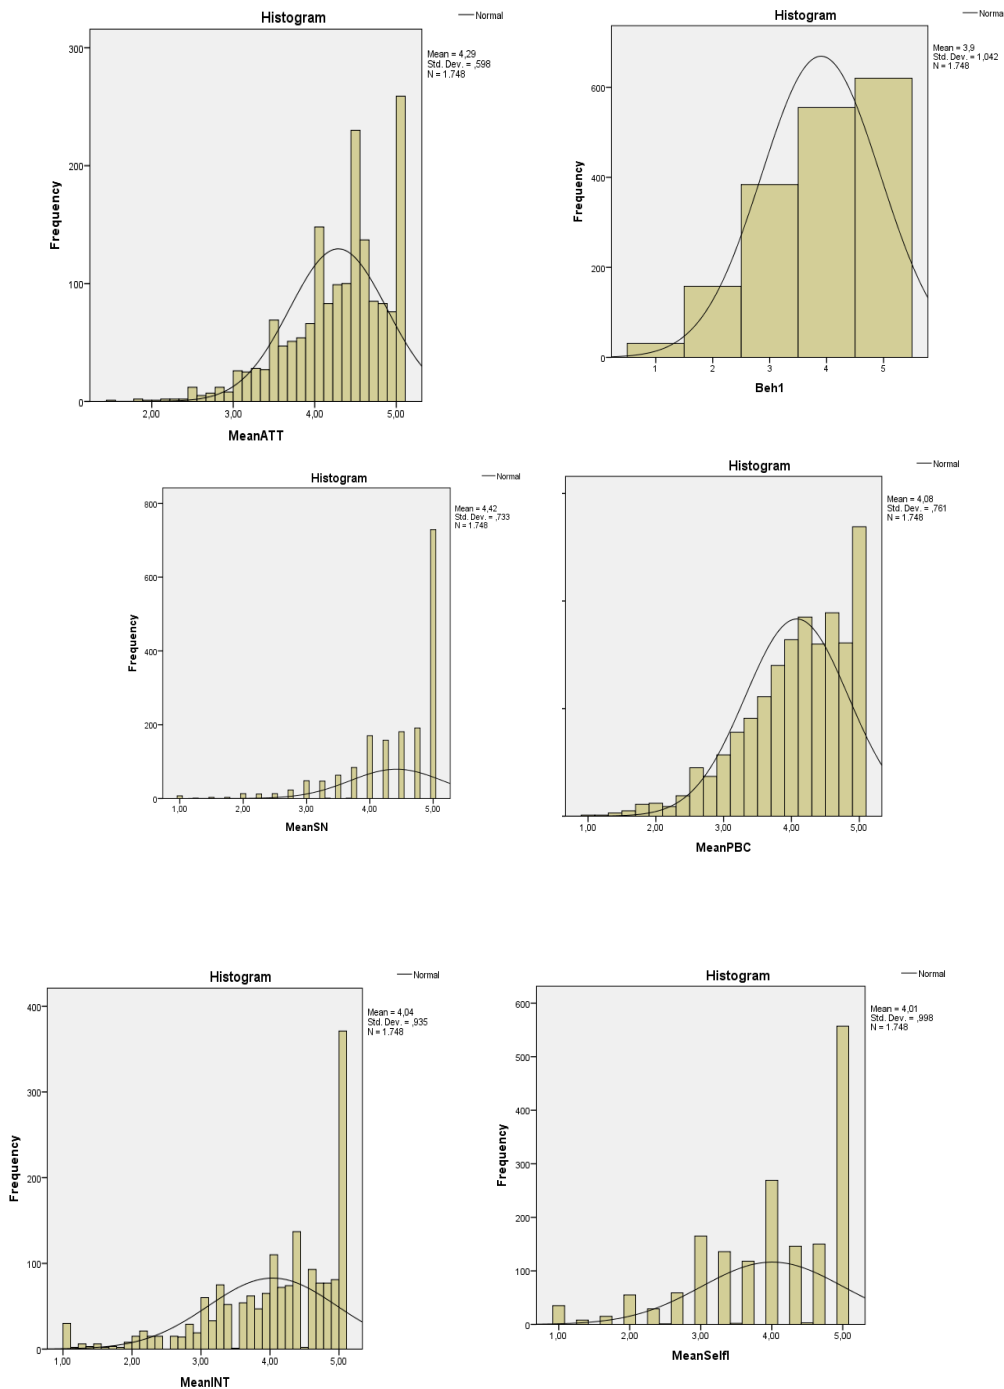 Histogram
Normal
Mean = 4,29
Std. Dev. = ,598
N = 1.748
300
200
100
0
Frequency
2,00 3,00 4,00 5,00
MeanATT
Histogram
Norma
Mean = 3,9
Std. Dev. = 1,042
N = 1.748
600
400
200
0
Frequency
1 2 3 4 5
Beh1
Histogram
Normal
Mean = 4,42
Std. Dev. = ,733
N = 1.748
800
600
400
200
0
Frequency
1,00 2,00 3,00 4,00 5,00
MeanSN
Histogram
Normal
Mean = 4,08
Std. Dev. = ,761
N = 1.748
1,00 2,00 3,00 4,00 5,00
MeanPBC
Histogram
Normal
Mean = 4,04
Std. Dev. = ,935
N = 1.748
400
300
200
100
0
Frequency
1,00 2,00 3,00 4,00 5,00
MeanINT
Histogram
Normal
Mean = 4,01
Std. Dev. = ,998
N = 1.748
600
500
400
300
200
100
0
Frequency
1,00 2,00 3,00 4,00 5,00
MeanSelfI